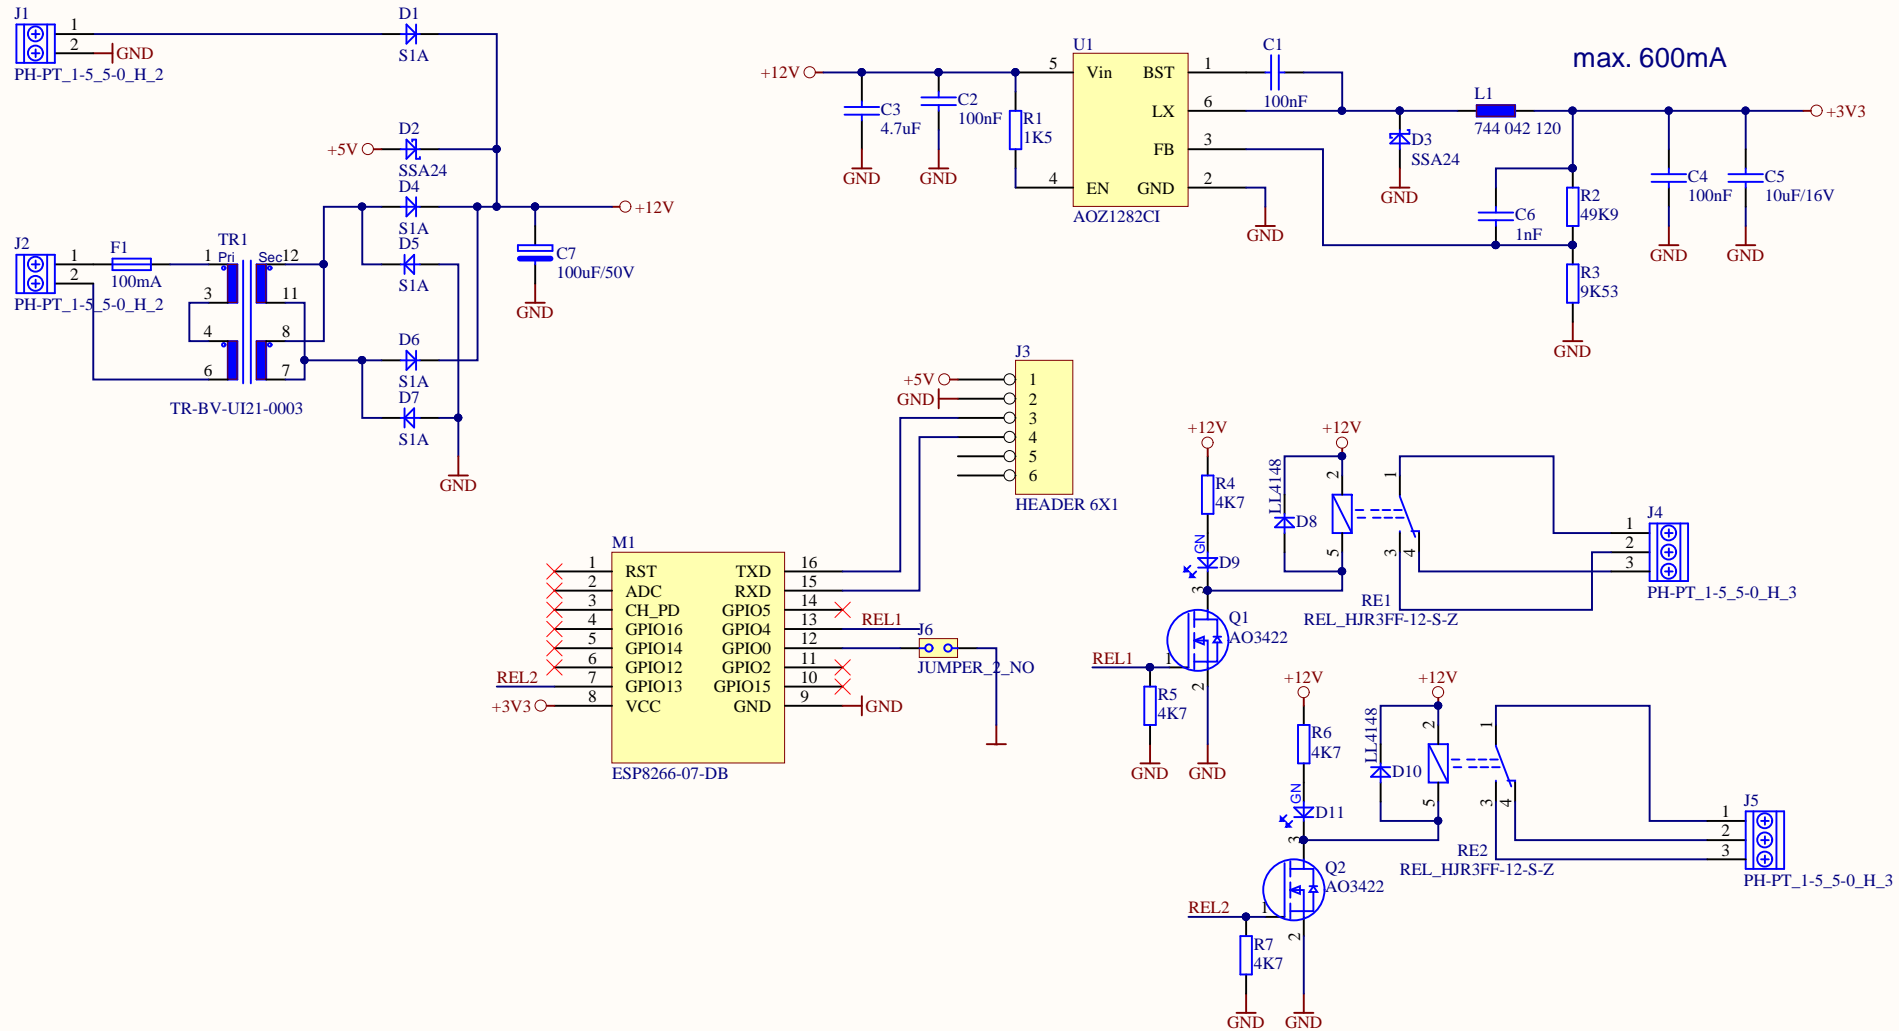 J1
1
2
GND
PH-PT_1-5_5-0_H_2
D1
S1A
+5V
D2
SSA24
D4
S1A
+12V
D5
S1A
C7
100uF/50V
GND
J2
1
2
PH-PT_1-5_5-0_H_2
F1
100mA
TR1
Pri
Sec
1
3
4
6
12
11
8
7
TR-BV-UI21-0003
D6
S1A
D7
S1A
GND
+12V
C3
4.7uF
GND
C2
100nF
GND
R1
1K5
U1
5
Vin
BST
1
LX
6
FB
3
4
EN
GND
2
AOZ1282CI
GND
C1
100nF
max. 600mA
D3
SSA24
GND
L1
744 042 120
+3V3
C6
1nF
R2
49K9
R3
9K53
GND
C4
100nF
GND
C5
10uF/16V
GND
J3
+5V
GND
1
2
3
4
5
6
HEADER 6X1
M1
1 RST TXD 16
2 ADC RXD 15
3 CH_PD GPIO5 14
4 GPIO16 GPIO4 13 REL1
5 GPIO14 GPIO0 12
6 GPIO12 GPIO2 11
REL2 7 GPIO13 GPIO15 10
+3V3 8 VCC GND 9 GND
ESP8266-07-DB
J6
JUMPER_2_NO
+12V
R4
4K7
GN
D9
+12V
LL4148
D8
2
5
1
3
4
RE1
REL_HJR3FF-12-S-Z
J4
1
2
3
PH-PT_1-5_5-0_H_3
3
Q1
AO3422
REL1
1
2
R5
4K7
GND
GND
+12V
R6
4K7
GN
D11
+12V
LL4148
D10
2
5
1
3
4
RE2
REL_HJR3FF-12-S-Z
J5
1
2
3
PH-PT_1-5_5-0_H_3
3
Q2
AO3422
REL2
1
2
R7
4K7
GND
GND